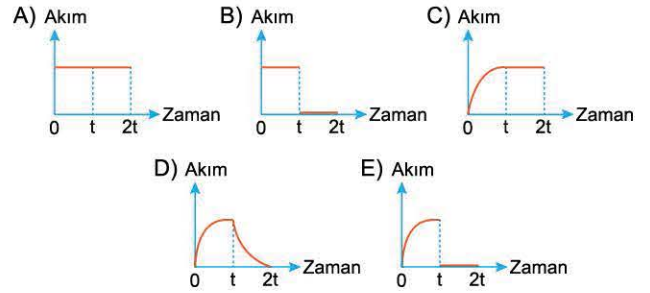 A) Akım
0 t 2t Zaman
B) Akım
0 t 2t Zaman
C) Akım
0 t 2t Zaman
D) Akım
0 t 2t Zaman
E) Akım
0 t 2t Zaman